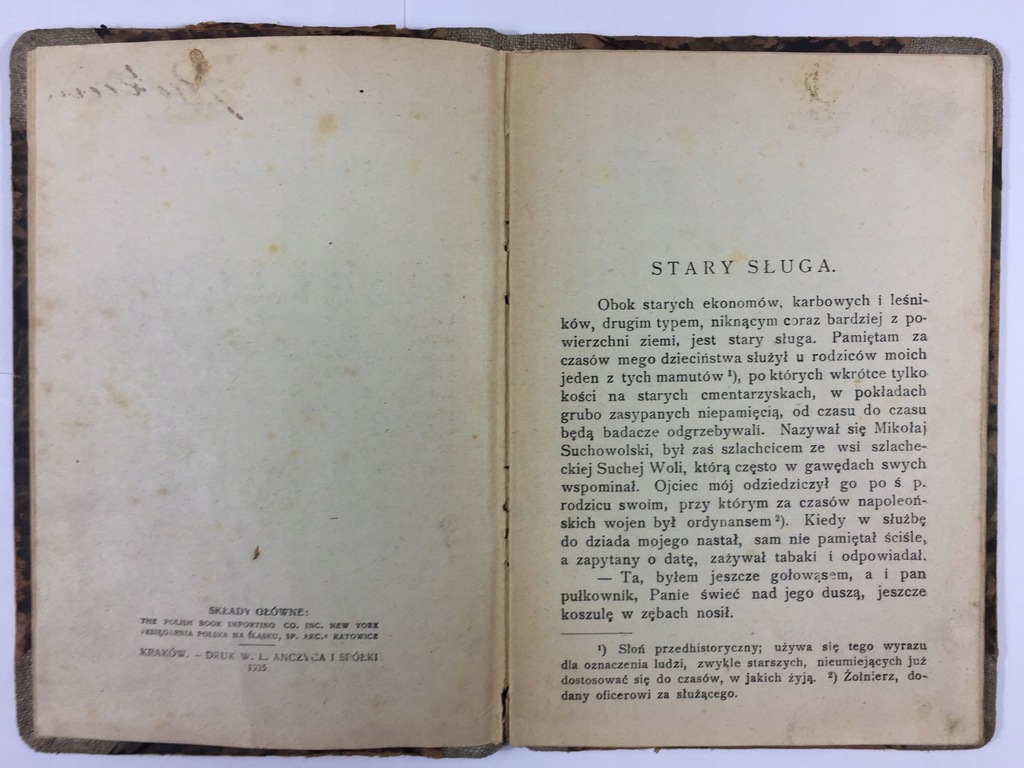 SKŁADY GŁÓWNE:
THE POLISH BOOK IMPORTING CO. INC. NEW YORK
»KSIĘGARNIA POLSKA NA ŚLĄSKU, SP. AKC.« KATOWICE
KRAKÓW. – DRUK W. L. ANCZYCA I SPÓŁKI
1925
STARY SŁUGA.
Obok starych ekonomów, karbowych i leśni-
ków, drugim typem, niknącym coraz bardziej z po-
wierzchni ziemi, jest stary sługa. Pamiętam za
czasów mego dzieciństwa służył u rodziców moich
jeden z tych mamutów ¹), po których wkrótce tylko
kości na starych cmentarzyskach, w pokładach
grubo zasypanych niepamięcią, od czasu do czasu
będą badacze odgrzebywali. Nazywał się Mikołaj
Suchowolski, był zaś szlachcicem ze wsi szlache-
ckiej Suchej Woli, którą często w gawędach swych
wspominał. Ojciec mój odziedziczył go po ś. p.
rodzicu swoim, przy którym za czasów napoleoń-
skich wojen był ordynansem ²). Kiedy w służbę
do dziada mojego nastał, sam nie pamiętał ściśle,
a zapytany o datę, zażywał tabaki i odpowiadał.
— Ta, byłem jeszcze gołowąsem, a i pan
pułkownik, Panie świeć nad jego duszą, jeszcze
koszulę w zębach nosił.
¹) Słoń przedhistoryczny; używa się tego wyrazu
dla oznaczenia ludzi, zwykle starszych, nieumiejących już
dostosować się do czasów, w jakich żyją. ²) Żołnierz, do-
dany oficerowi za służącego.